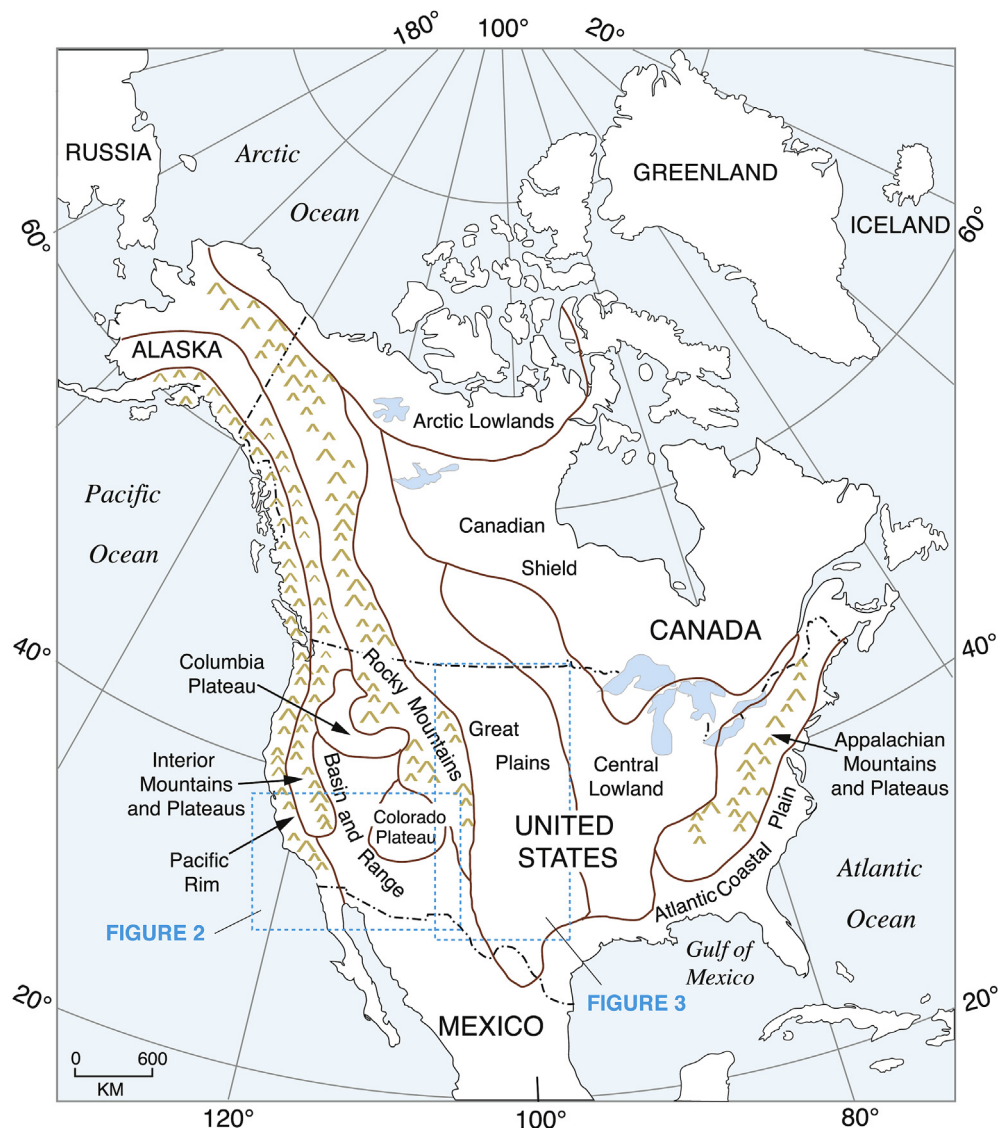 180°
100°
20°
RUSSIA
Arctic
Ocean
GREENLAND
ICELAND
60°
60°
ALASKA
Arctic Lowlands
Pacific
Ocean
Canadian
Shield
CANADA
40°
40°
Columbia
Plateau
Rocky Mountains
Great
Plains
Central
Lowland
Appalachian
Mountains
and Plateaus
Interior
Mountains
and Plateaus
Basin and Range
Colorado
Plateau
UNITED
STATES
Pacific
Rim
Atlantic Coastal Plain
Atlantic
Ocean
FIGURE 2
Gulf of
Mexico
FIGURE 3
20°
20°
MEXICO
0 600
KM
120°
100°
80°